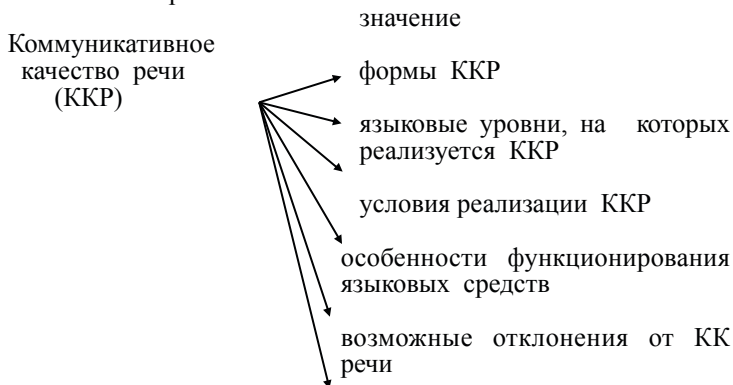 значение
Коммуникативное
качество речи
(ККР)
формы ККР
языковые уровни, на которых
реализуется ККР
условия реализации ККР
особенности функционирования
языковых средств
возможные отклонения от КК
речи